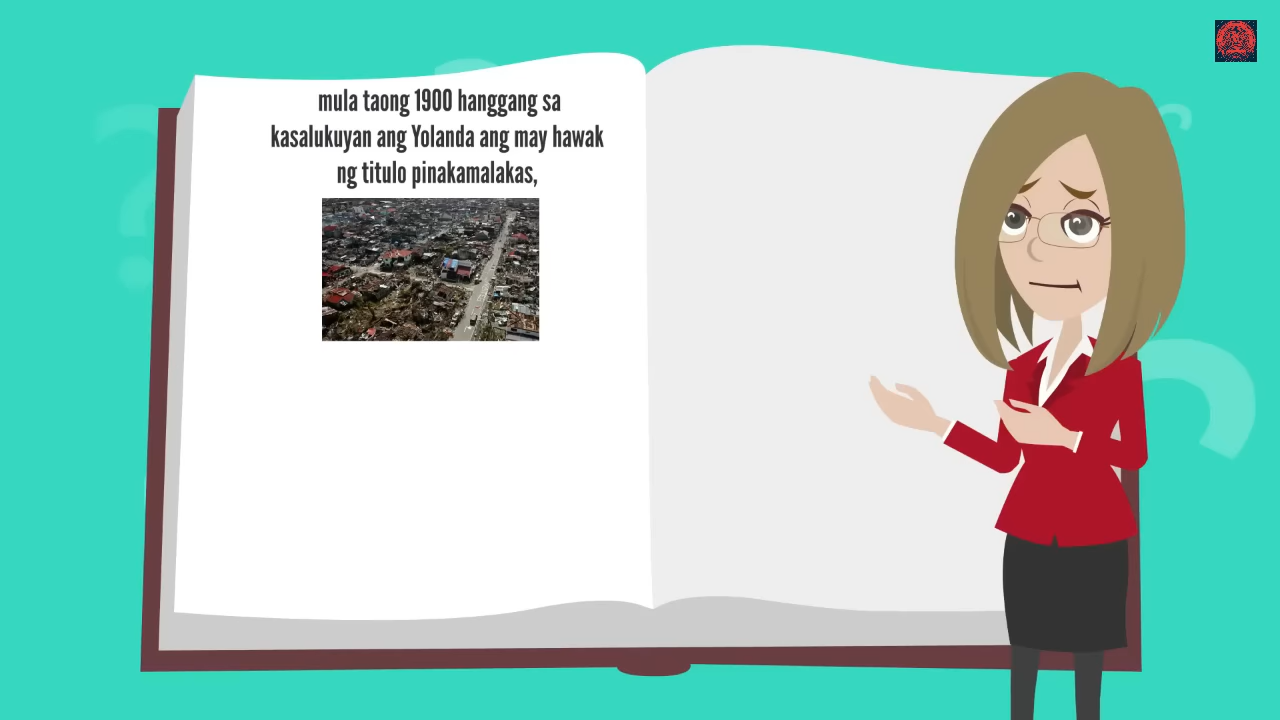 mula taong 1900 hanggang sa
kasalukuyan ang Yolanda ang may hawak
ng titulo pinakamalakas,